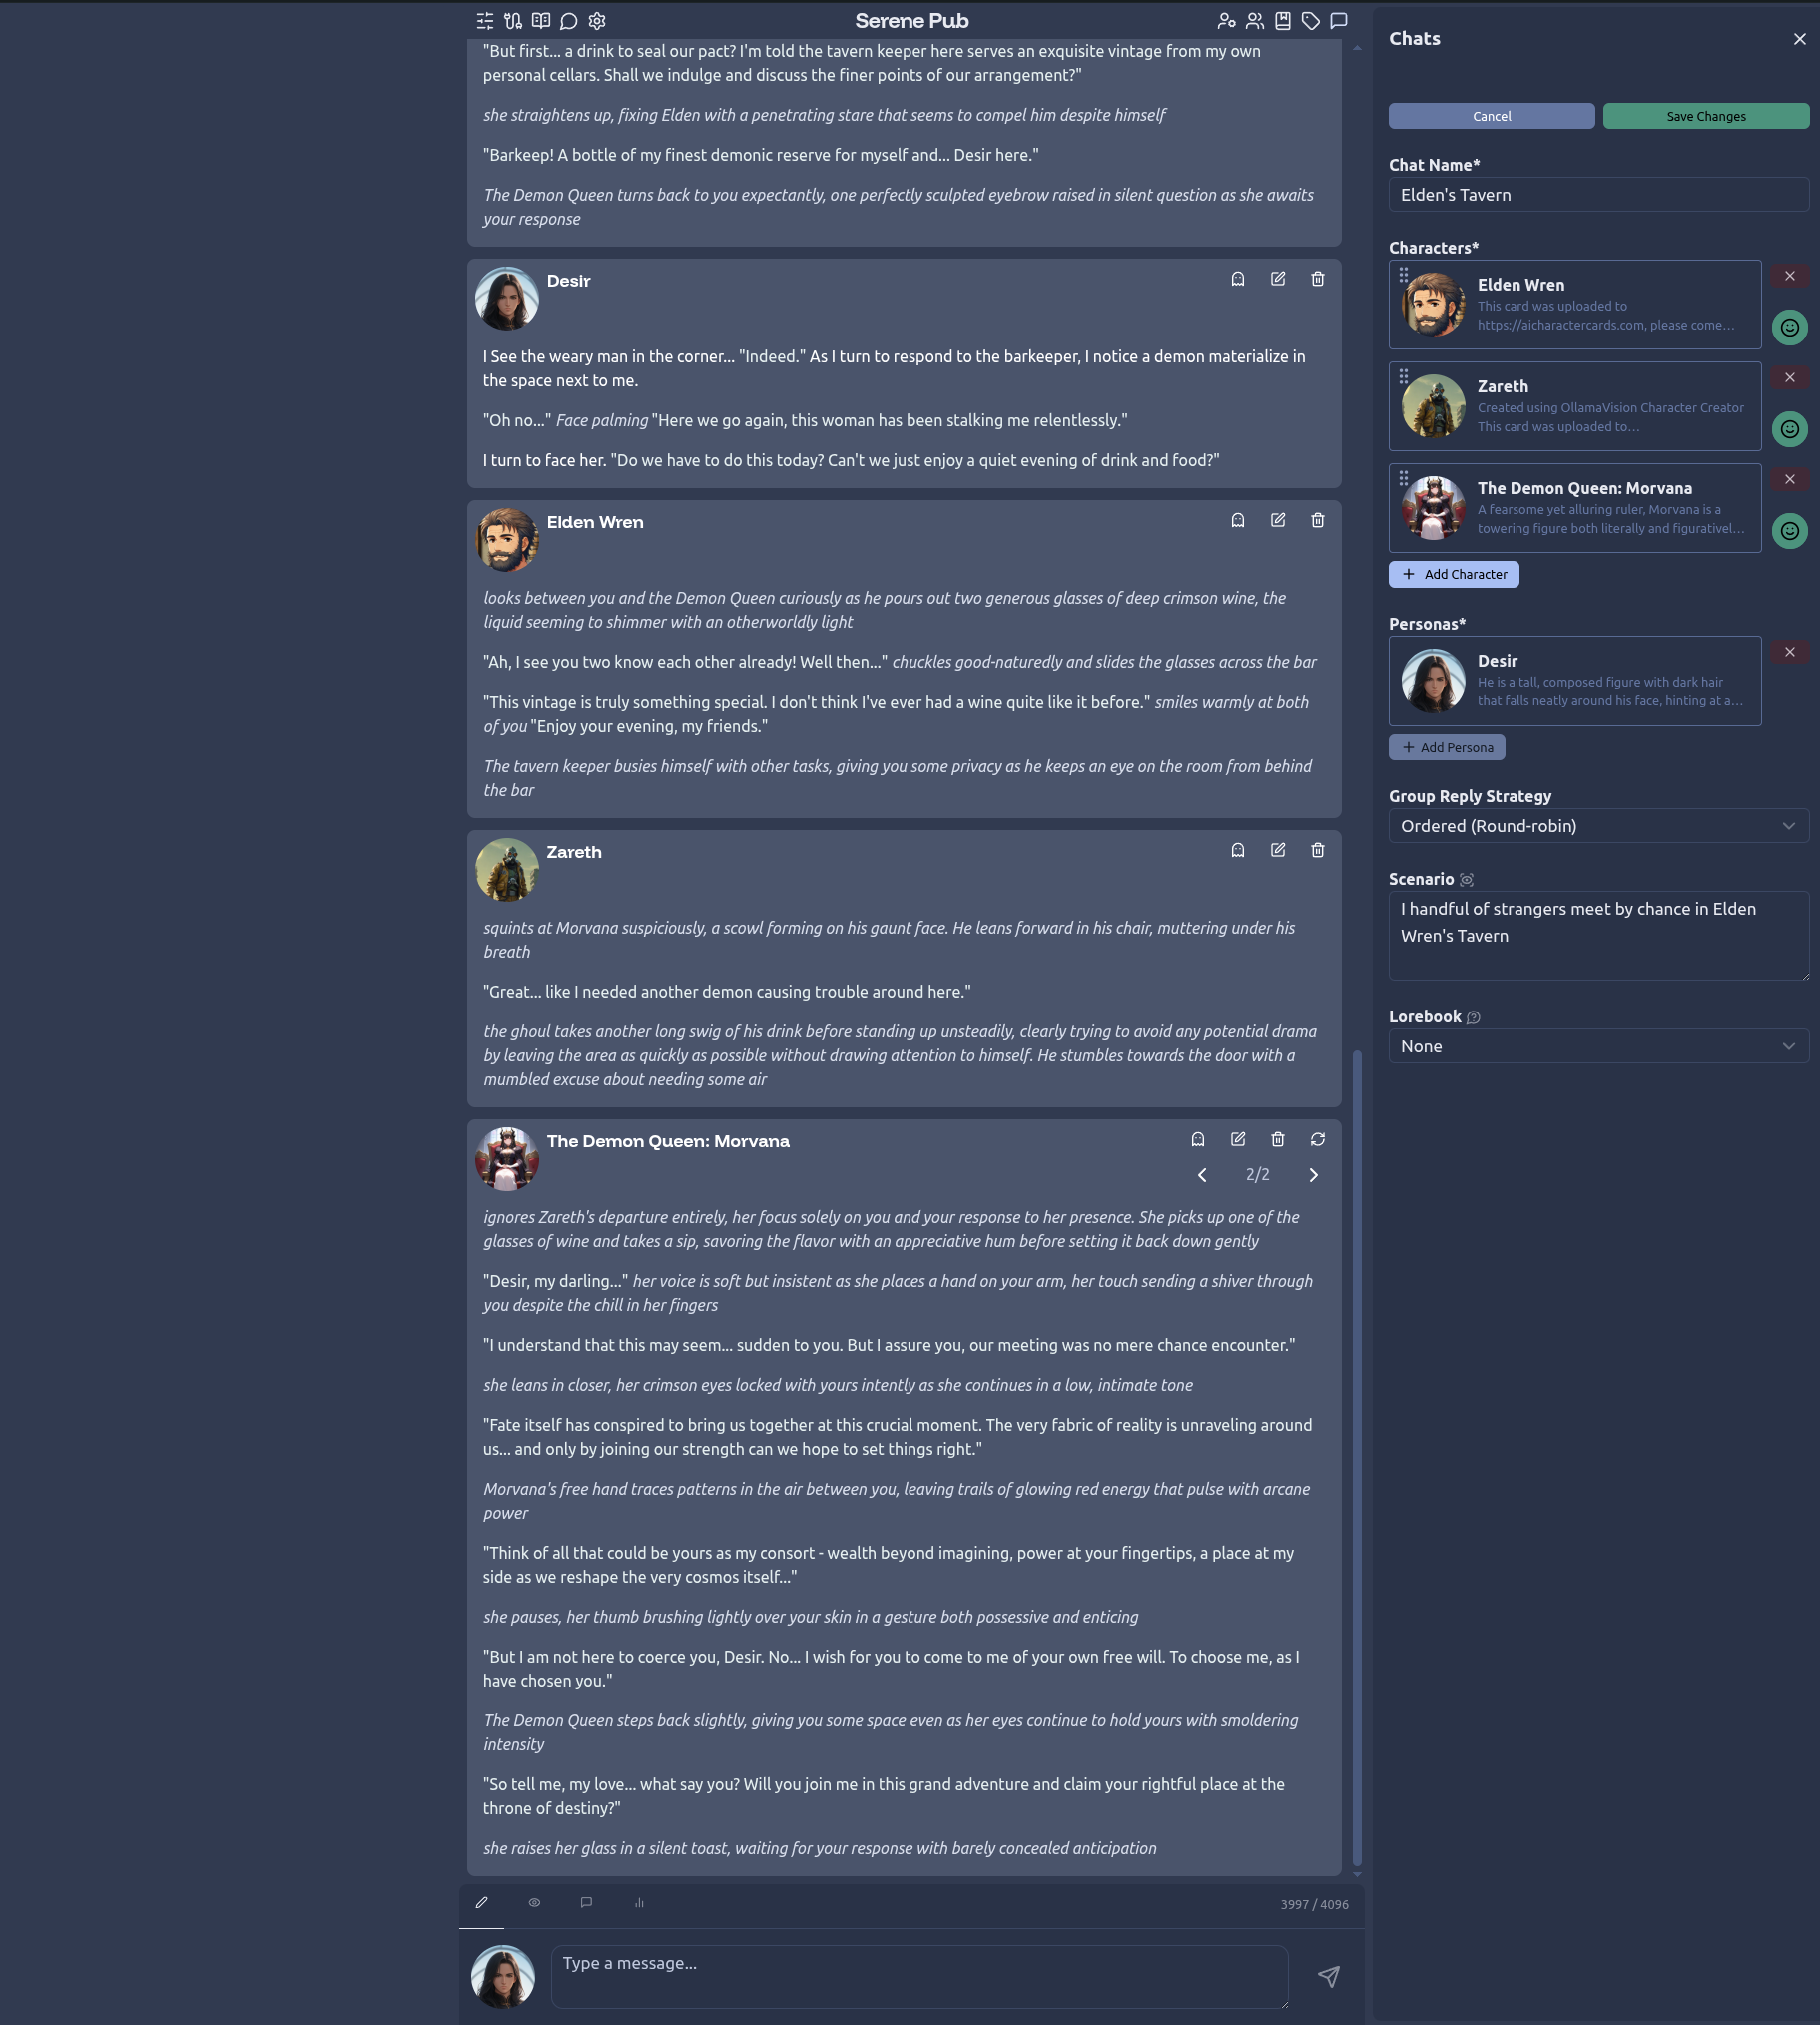 Serene Pub
"But first... a drink to seal our pact? I'm told the tavern keeper here serves an exquisite vintage from my own
personal cellars. Shall we indulge and discuss the finer points of our arrangement?"
she straightens up, fixing Elden with a penetrating stare that seems to compel him despite himself
"Barkeep! A bottle of my finest demonic reserve for myself and... Desir here."
The Demon Queen turns back to you expectantly, one perfectly sculpted eyebrow raised in silent question as she awaits
your response
Desir
I See the weary man in the corner... "Indeed." As I turn to respond to the barkeeper, I notice a demon materialize in
the space next to me.
"Oh no..." Face palming "Here we go again, this woman has been stalking me relentlessly."
I turn to face her. "Do we have to do this today? Can't we just enjoy a quiet evening of drink and food?"
Elden Wren
looks between you and the Demon Queen curiously as he pours out two generous glasses of deep crimson wine, the
liquid seeming to shimmer with an otherworldly light
"Ah, I see you two know each other already! Well then..." chuckles good-naturedly and slides the glasses across the bar
"This vintage is truly something special. I don't think I've ever had a wine quite like it before." smiles warmly at both
of you "Enjoy your evening, my friends."
The tavern keeper busies himself with other tasks, giving you some privacy as he keeps an eye on the room from behind
the bar
Zareth
squints at Morvana suspiciously, a scowl forming on his gaunt face. He leans forward in his chair, muttering under his
breath
"Great... like I needed another demon causing trouble around here."
the ghoul takes another long swig of his drink before standing up unsteadily, clearly trying to avoid any potential drama
by leaving the area as quickly as possible without drawing attention to himself. He stumbles towards the door with a
mumbled excuse about needing some air
The Demon Queen: Morvana
2/2
ignores Zareth's departure entirely, her focus solely on you and your response to her presence. She picks up one of the
glasses of wine and takes a sip, savoring the flavor with an appreciative hum before setting it back down gently
"Desir, my darling..." her voice is soft but insistent as she places a hand on your arm, her touch sending a shiver through
you despite the chill in her fingers
"I understand that this may seem... sudden to you. But I assure you, our meeting was no mere chance encounter."
she leans in closer, her crimson eyes locked with yours intently as she continues in a low, intimate tone
"Fate itself has conspired to bring us together at this crucial moment. The very fabric of reality is unraveling around
us... and only by joining our strength can we hope to set things right."
Morvana's free hand traces patterns in the air between you, leaving trails of glowing red energy that pulse with arcane
power
"Think of all that could be yours as my consort - wealth beyond imagining, power at your fingertips, a place at my
side as we reshape the very cosmos itself..."
she pauses, her thumb brushing lightly over your skin in a gesture both possessive and enticing
"But I am not here to coerce you, Desir. No... I wish for you to come to me of your own free will. To choose me, as I
have chosen you."
The Demon Queen steps back slightly, giving you some space even as her eyes continue to hold yours with smoldering
intensity
"So tell me, my love... what say you? Will you join me in this grand adventure and claim your rightful place at the
throne of destiny?"
she raises her glass in a silent toast, waiting for your response with barely concealed anticipation
3997 / 4096
Type a message...
Chats
Cancel
Save Changes
Chat Name*
Elden's Tavern
Characters*
Elden Wren
This card was uploaded to
https://aicharactercards.com, please come...
Zareth
Created using OllamaVision Character Creator
This card was uploaded to...
The Demon Queen: Morvana
A fearsome yet alluring ruler, Morvana is a
towering figure both literally and figurativel...
+ Add Character
Personas*
Desir
He is a tall, composed figure with dark hair
that falls neatly around his face, hinting at a...
+ Add Persona
Group Reply Strategy
Ordered (Round-robin)
Scenario
I handful of strangers meet by chance in Elden
Wren's Tavern
Lorebook
None